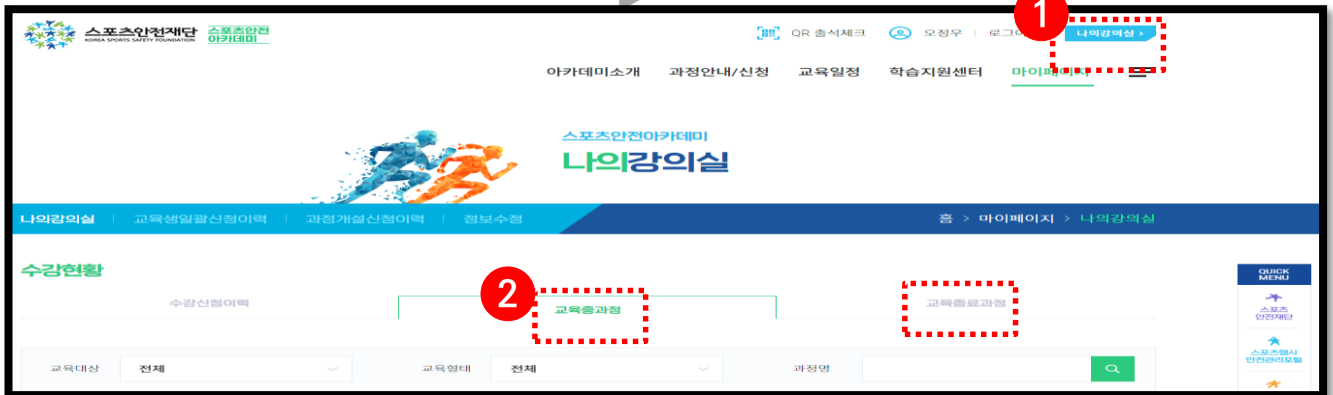 1
스포츠안전재단 스포츠안전
KOREA SPORTS SAFETY FOUNDATION 아카데미
QR 출석체크 오정우 나의강의실 >
아카데미소개 과정안내/신청 교육일정 학습지원센터 마이페이지
스포츠안전아카데미
나의강의실
나의강의실 교육생일괄신청이력 과정개설신청이력 정보수정 홈 > 마이페이지 > 나의강의실
수강현황
QUICK
MENU
2
수강신청이력 교육중과정 교육종료과정
스포츠
안전재단
스포츠행사
안전관리포털
교육대상 전체 교육형태 전체 과정명